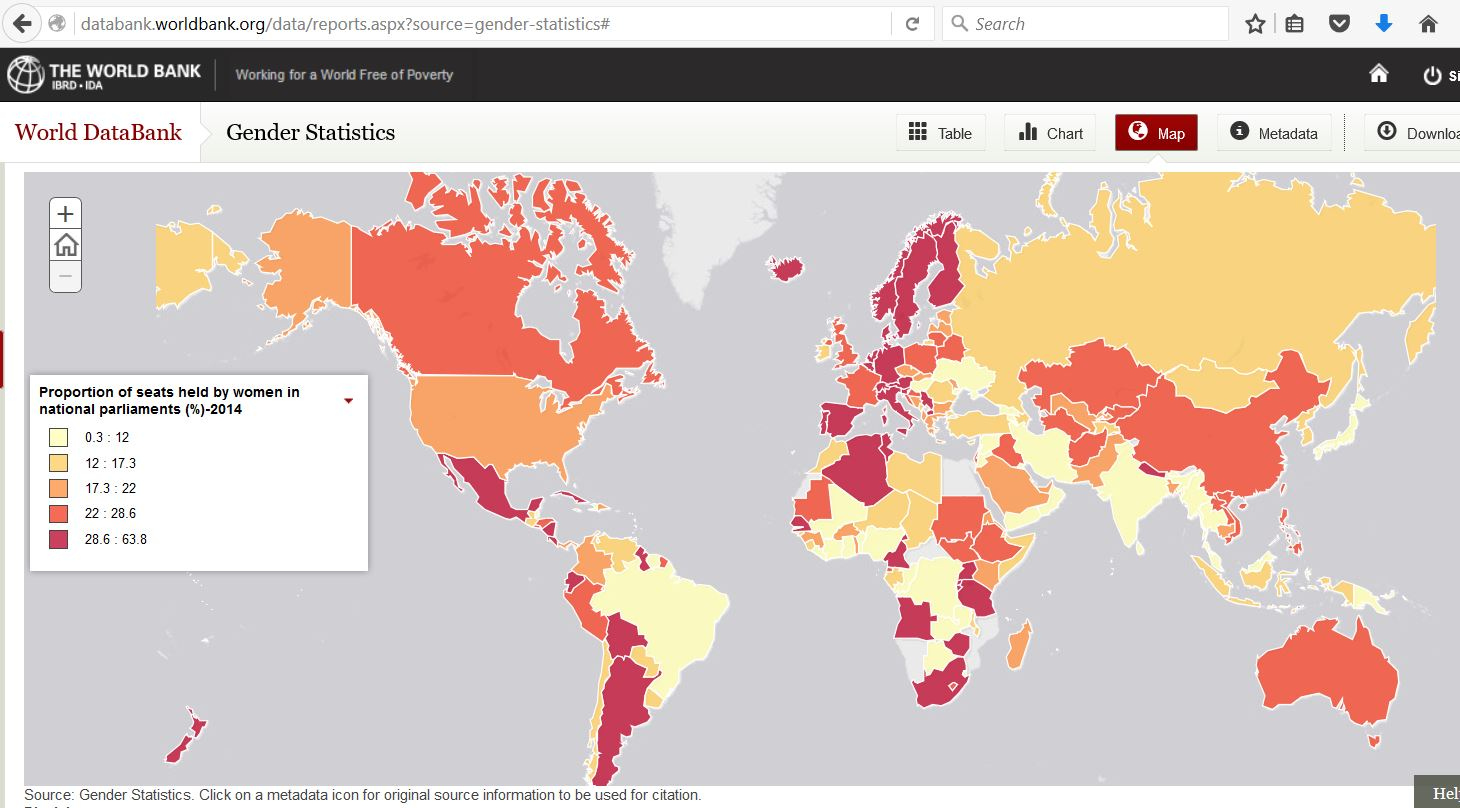 databank.worldbank.org/data/reports.aspx?source=gender-statistics#
Search
THE WORLD BANK
IBRD • IDA
Working for a World Free of Poverty
World DataBank
Gender Statistics
Table
Chart
Map
Metadata
+
−
Proportion of seats held by women in
national parliaments (%)-2014
0.3 : 12
12 : 17.3
17.3 : 22
22 : 28.6
28.6 : 63.8
Source: Gender Statistics. Click on a metadata icon for original source information to be used for citation.